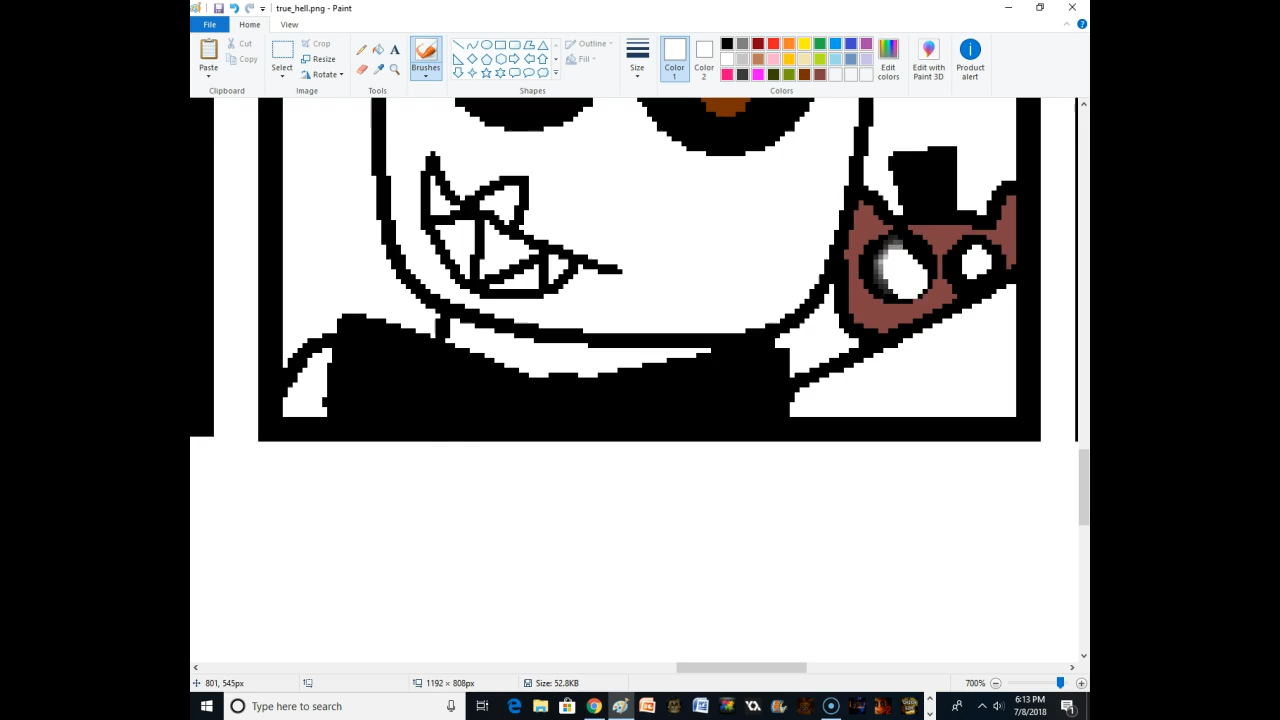 true_hell.png - Paint
File Home View
Paste
Cut
Copy
Clipboard
Select
Crop
Resize
Rotate
Image
A
Tools
Brushes
Outline
Fill
Shapes
Size
Color 1
Color 2
Edit colors
Colors
Edit with Paint 3D
Product alert
801, 545px 1192 × 808px Size: 52.8KB 700%
Type here to search
6:13 PM
7/8/2018